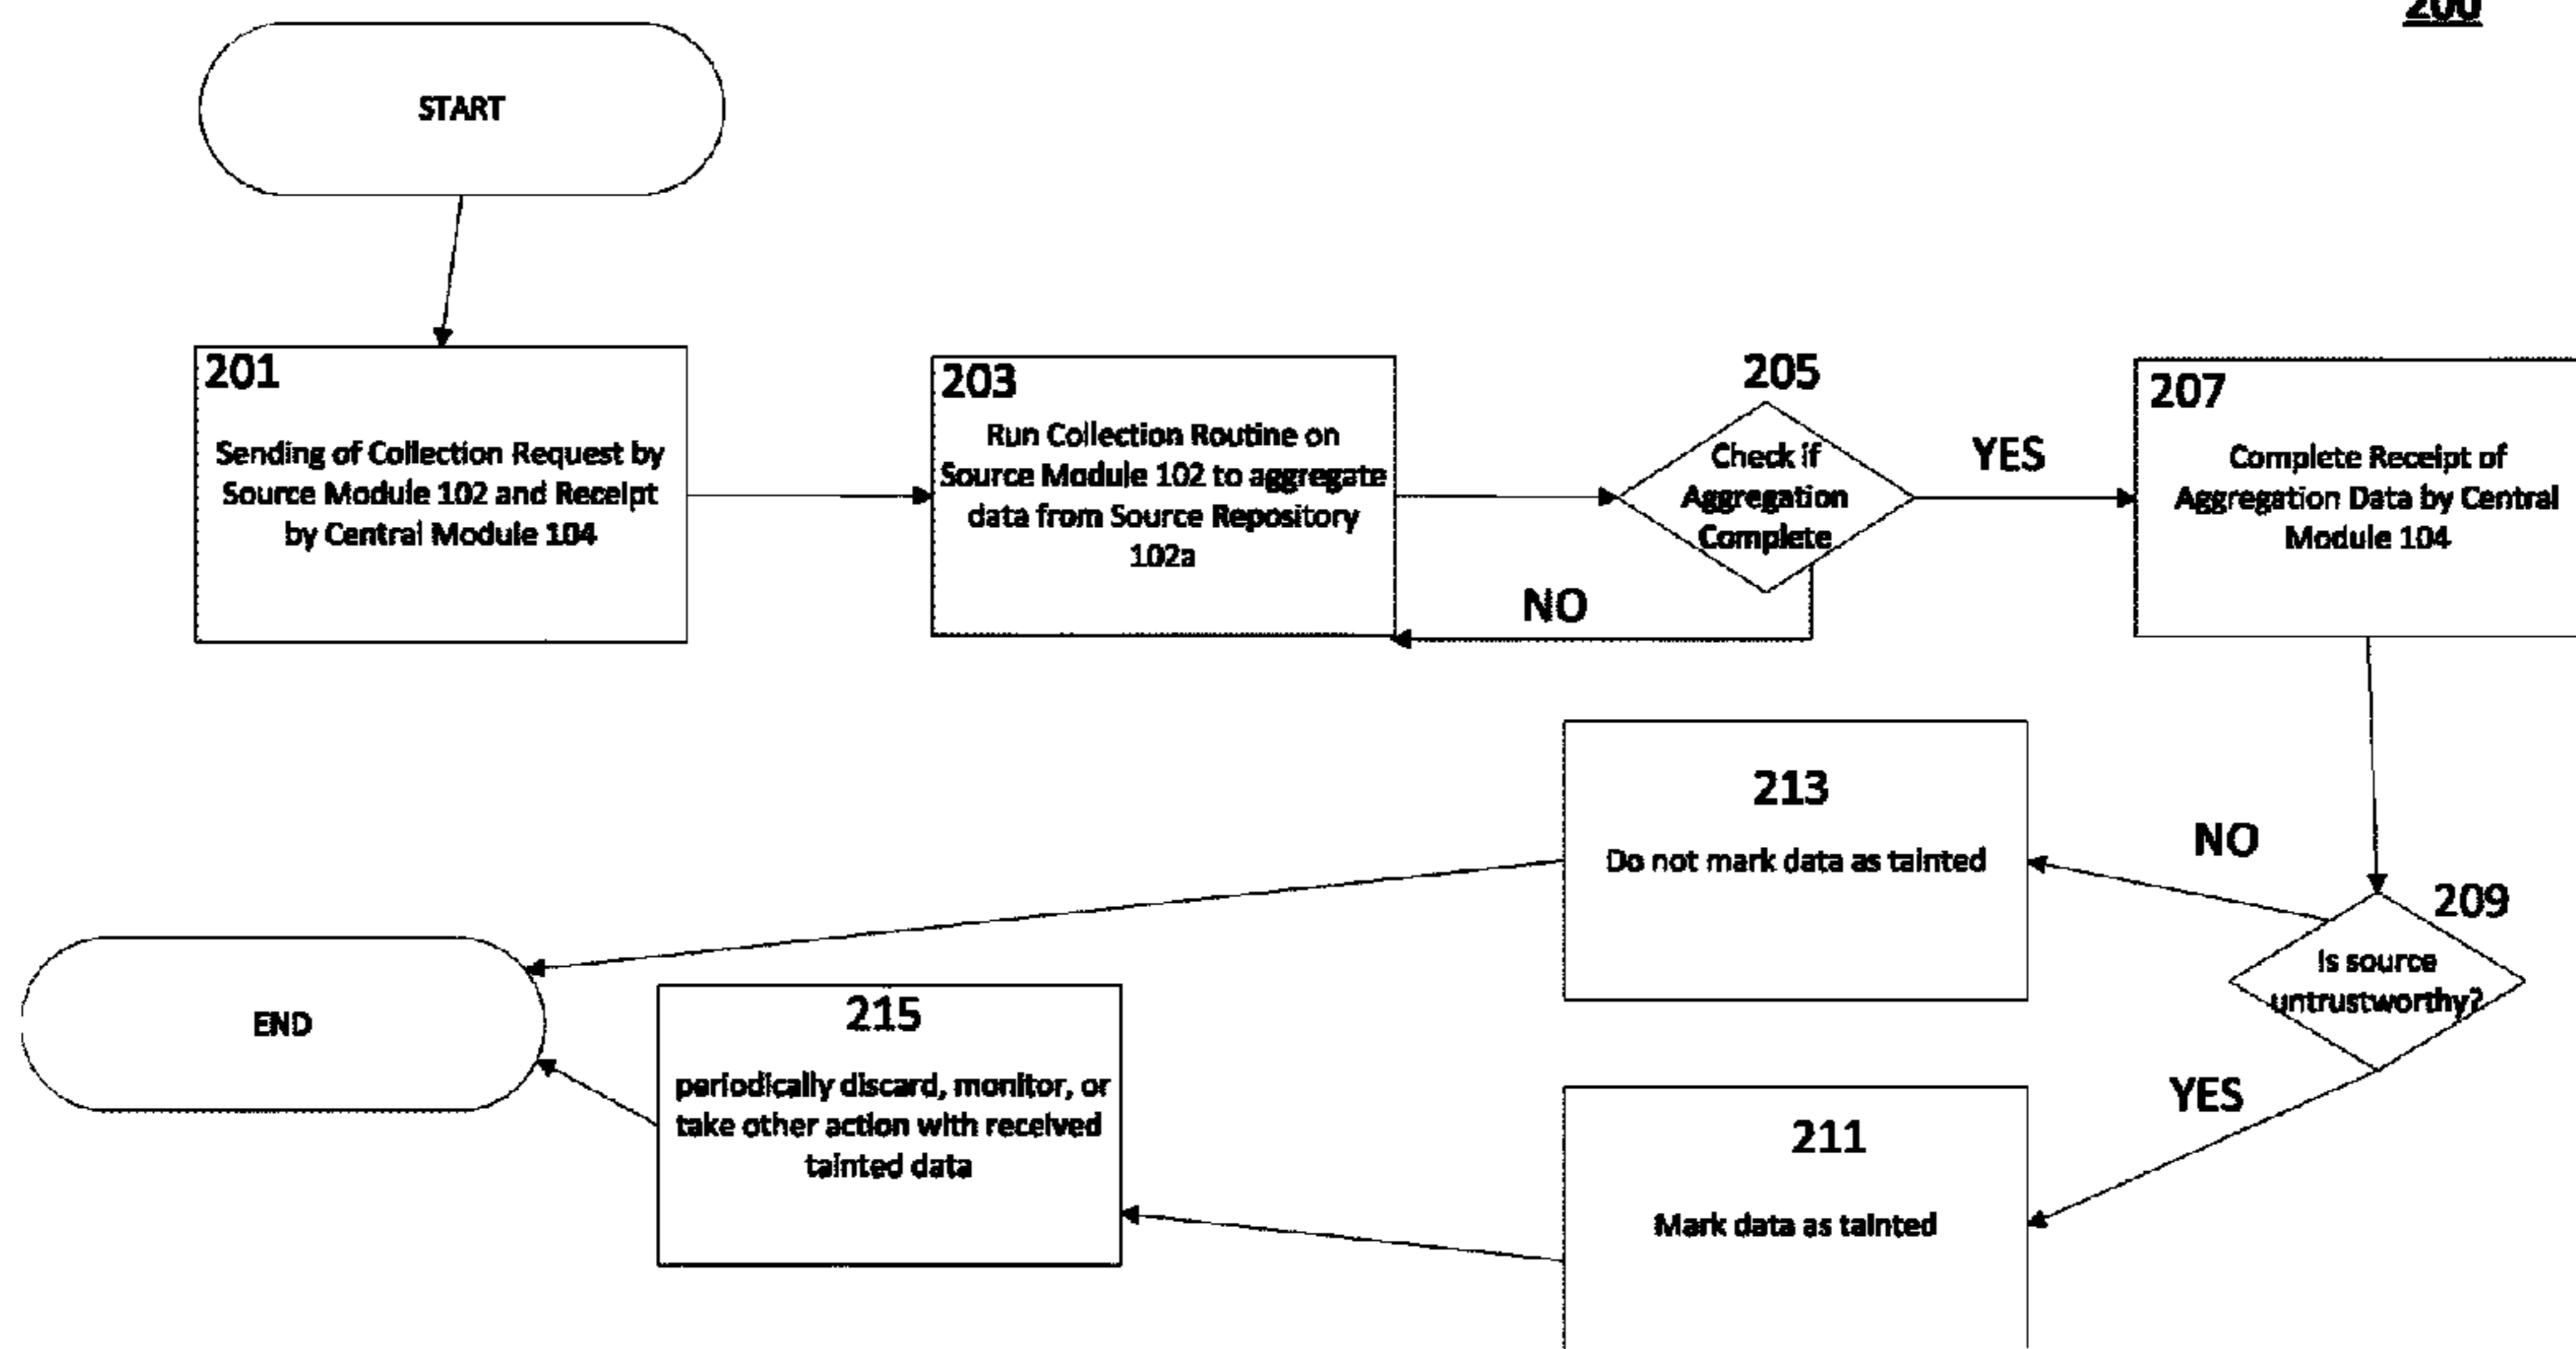 200
START
201
Sending of Collection Request by
Source Module 102 and Receipt
by Central Module 104
203
Run Collection Routine on
Source Module 102 to aggregate
data from Source Repository
102a
205
Check if
Aggregation
Complete
YES
NO
207
Complete Receipt of
Aggregation Data by Central
Module 104
209
Is source
untrustworthy?
NO
213
Do not mark data as tainted
YES
211
Mark data as tainted
215
periodically discard, monitor, or
take other action with received
tainted data
END